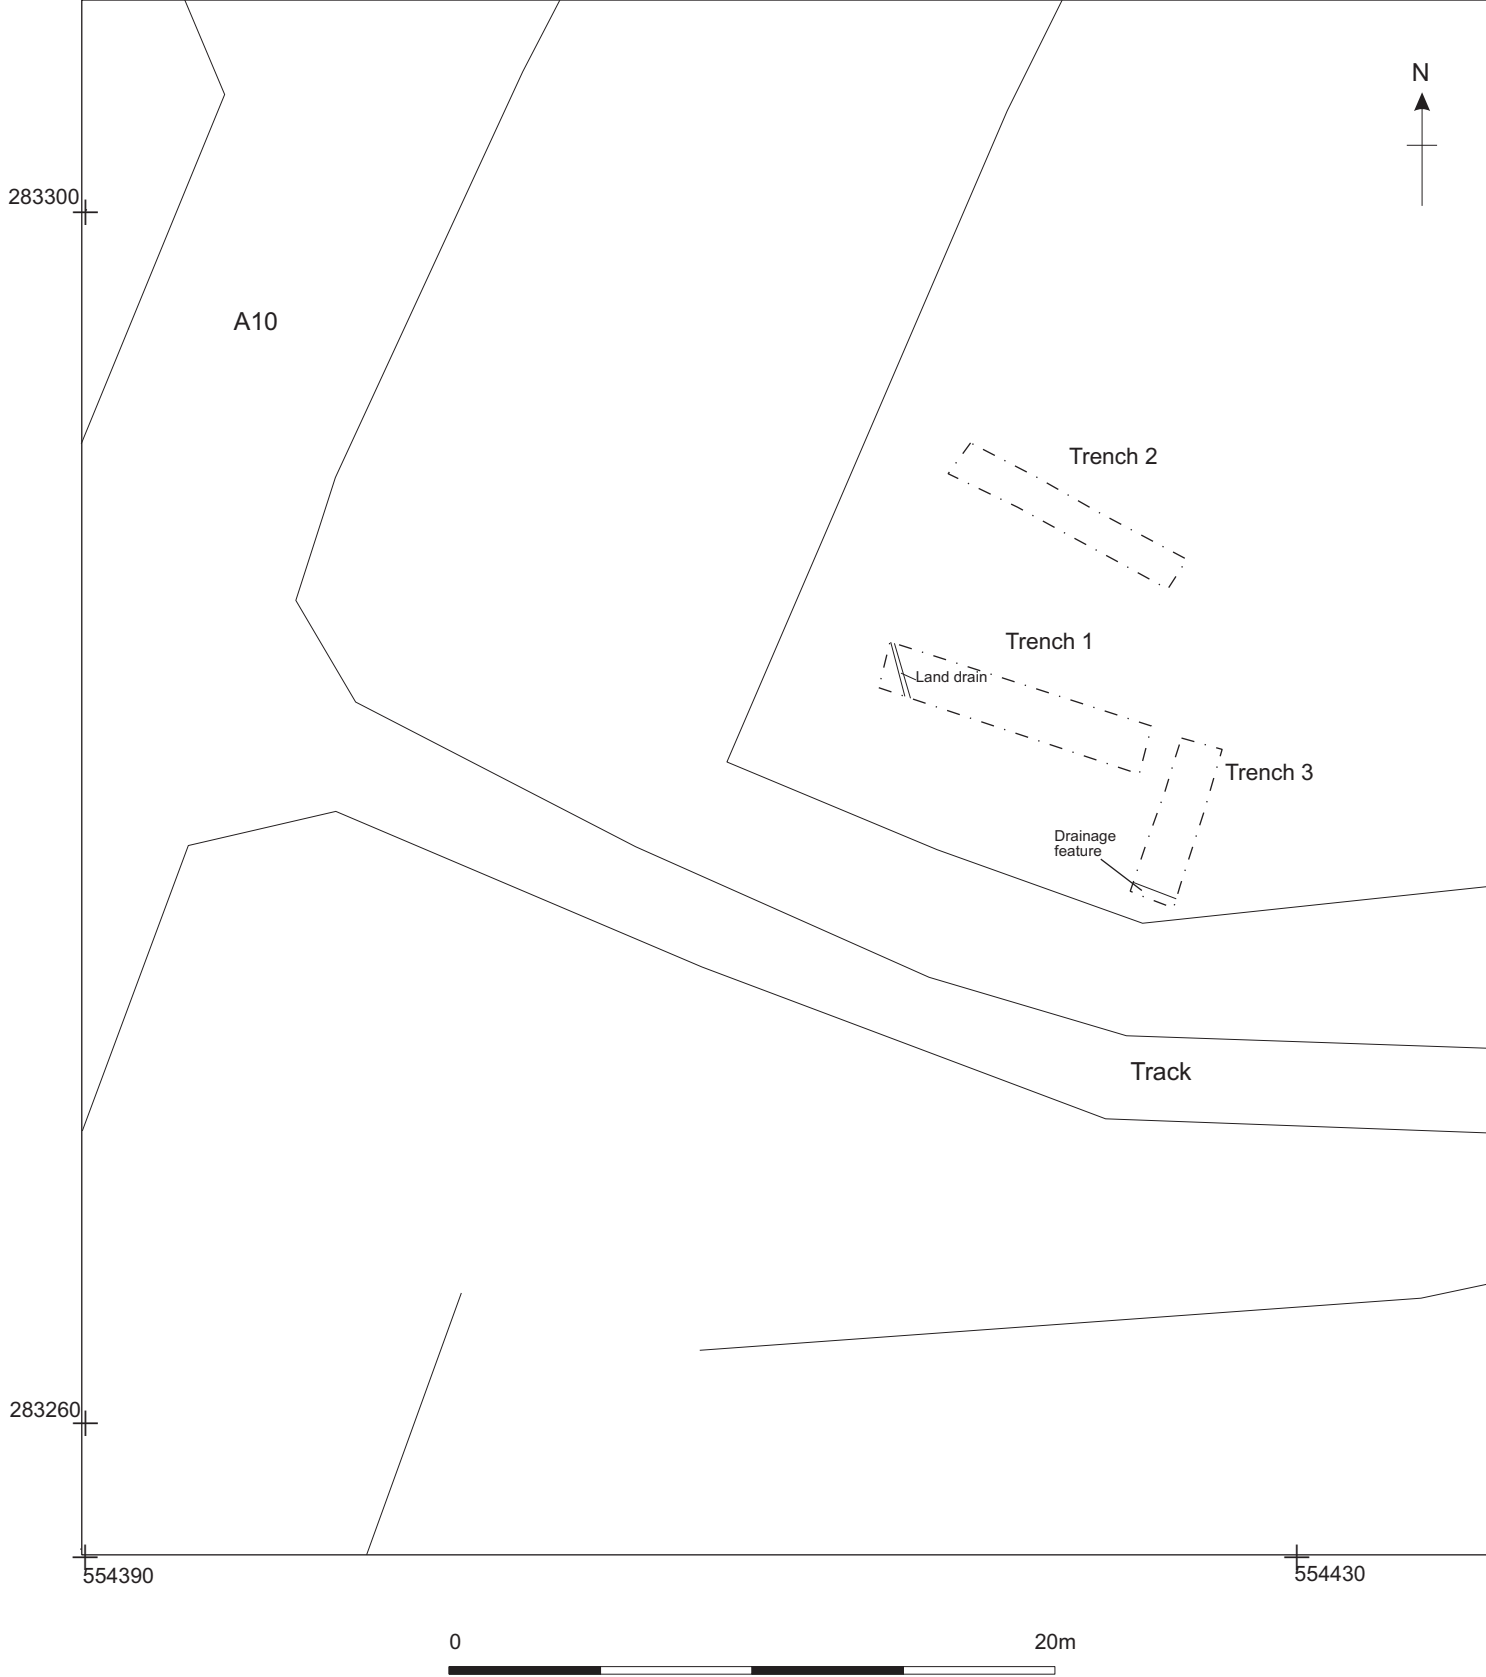 N
283300
A10
Trench 2
Trench 1
Land drain
Trench 3
Drainage
feature
Track
283260
554390
554430
0
20m